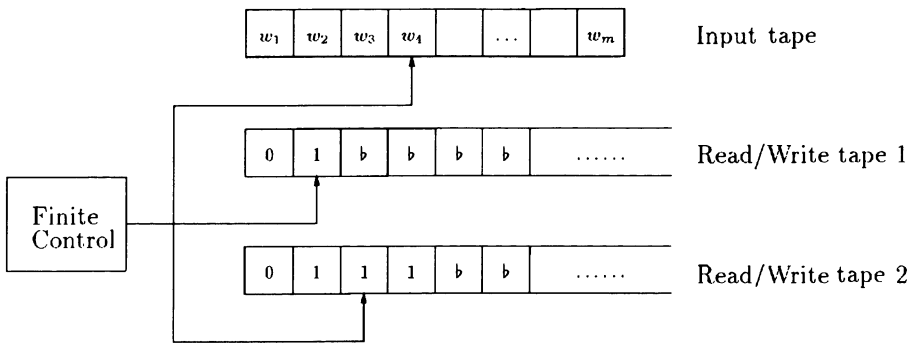 w₁ w₂ w₃ w₄ ... wₘ Input tape
0 1 ♭ ♭ ♭ ♭ ...... Read/Write tape 1
Finite
Control
0 1 1 1 ♭ ♭ ...... Read/Write tape 2